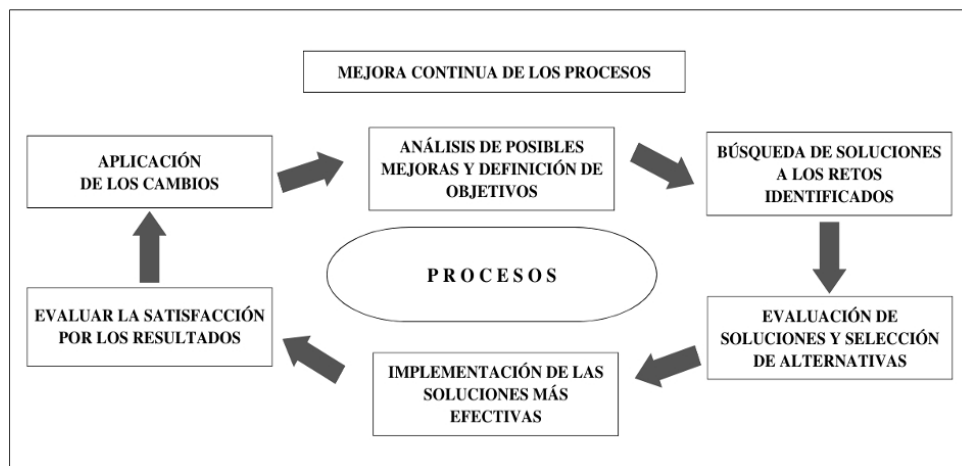 MEJORA CONTINUA DE LOS PROCESOS
ANÁLISIS DE POSIBLES
MEJORAS Y DEFINICIÓN DE
OBJETIVOS
BÚSQUEDA DE SOLUCIONES
A LOS RETOS
IDENTIFICADOS
EVALUACIÓN DE
SOLUCIONES Y SELECCIÓN
DE ALTERNATIVAS
IMPLEMENTACIÓN DE LAS
SOLUCIONES MÁS
EFECTIVAS
EVALUAR LA SATISFACCIÓN
POR LOS RESULTADOS
APLICACIÓN
DE LOS CAMBIOS
P R O C E S O S